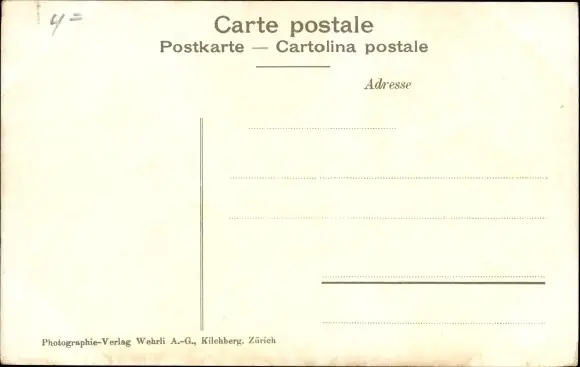 4=
Carte postale
Postkarte — Cartolina postale
Adresse
Photographie-Verlag Wehrli A.-G., Kilchberg. Zürich